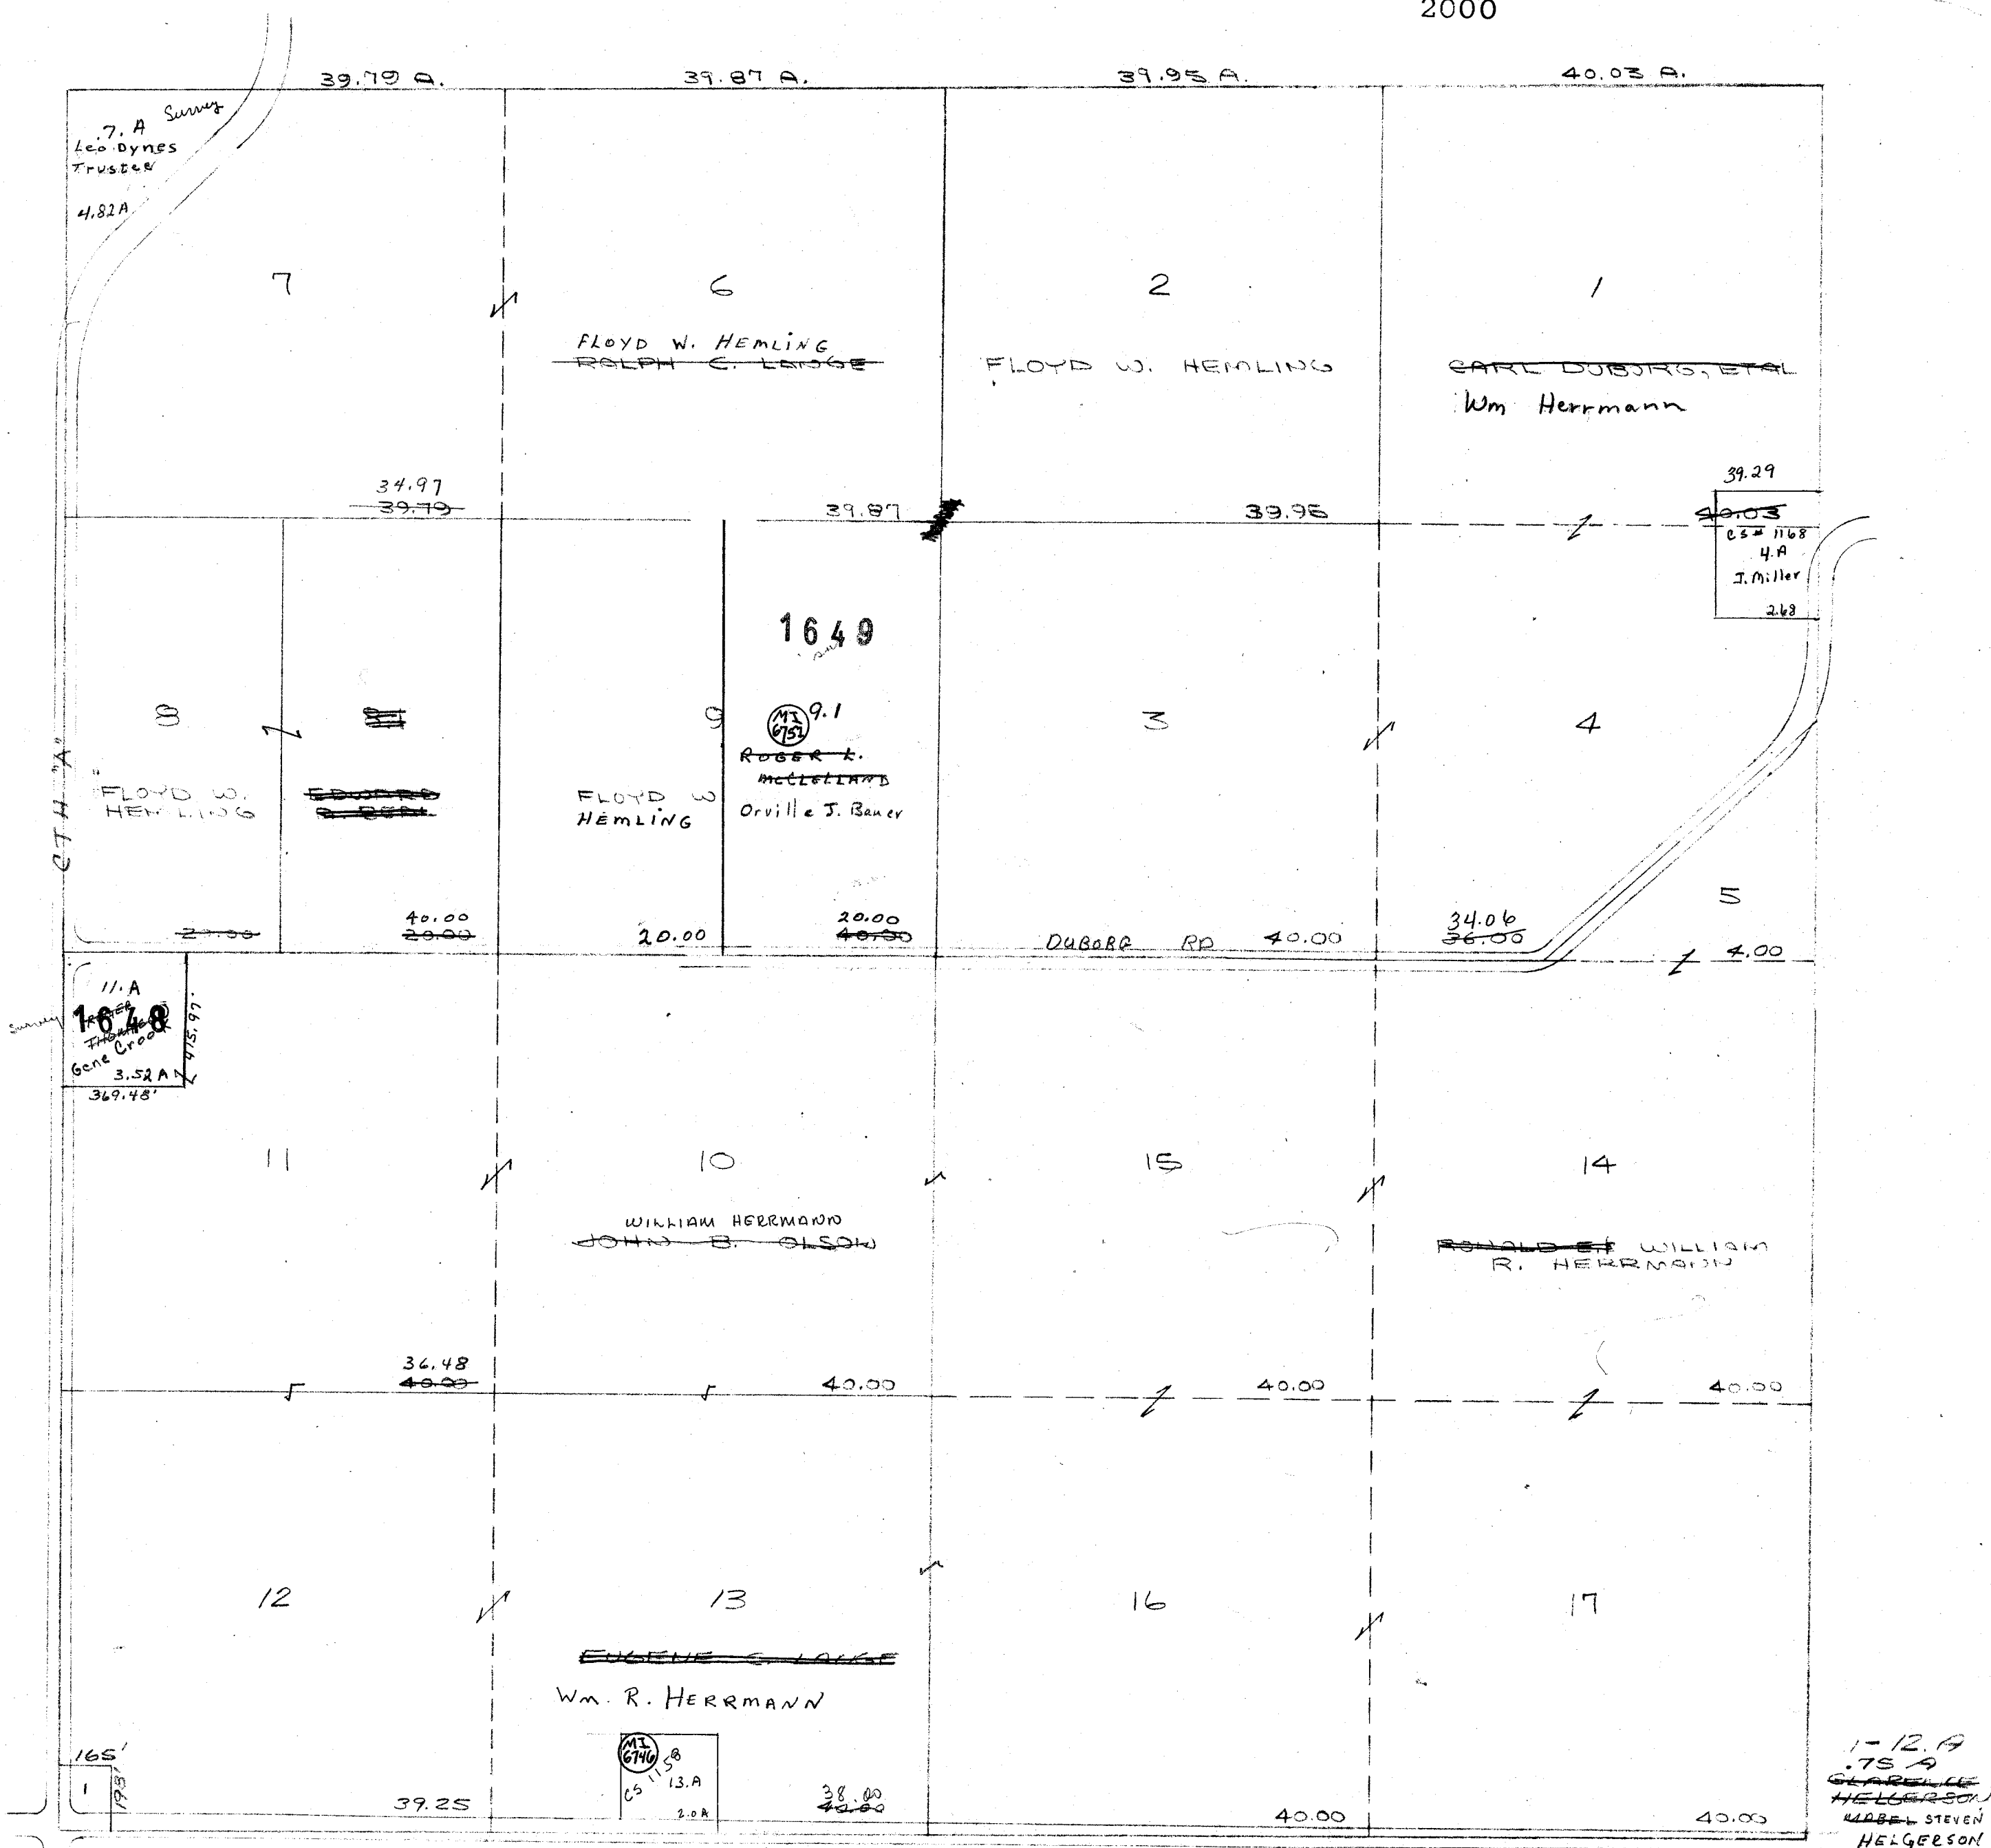 2000
39.79 A.
39.87 A.
39.95 A.
40.03 A.
.7. A Survey
Leo Dynes
Trustee
4.82A
7
6
2
1
FLOYD W. HEMLING
RALPH C. LANGE
FLOYD W. HEMLING
CARL DUBORG, ETAL
Wm Herrmann
34.97
39.79
39.87
39.95
39.29
40.03
CS# 1168
4.A
J. Miller
2.68
1649
8
9
MI
6752
9.1
3
4
ROGER L.
McCLELLAND
Orville J. Bauer
C T H "A"
FLOYD W.
HEMLING
EDWARD
FLOYD W
HEMLING
5
40.00
20.00
20.00
20.00
40.00
DUBORG RD
40.00
34.06
36.00
4.00
11.A
Survey
1648
Gene Crook
3.52 A
415.97'
369.48'
11
10
15
14
WILLIAM HERRMANN
JOHN B. OLSON
RONALD E. & WILLIAM
R. HERRMANN
36.48
40.00
40.00
40.00
40.00
12
13
16
17
EUGENE C. LANGE
Wm. R. HERRMANN
165'
198'
1
39.25
MI
6746
CS 1158
13.A
2.0 A
38.00
40.00
40.00
40.00
1-12.A
.75 A
CLARENCE
HELGERSON
MABEL STEVEN
HELGERSON